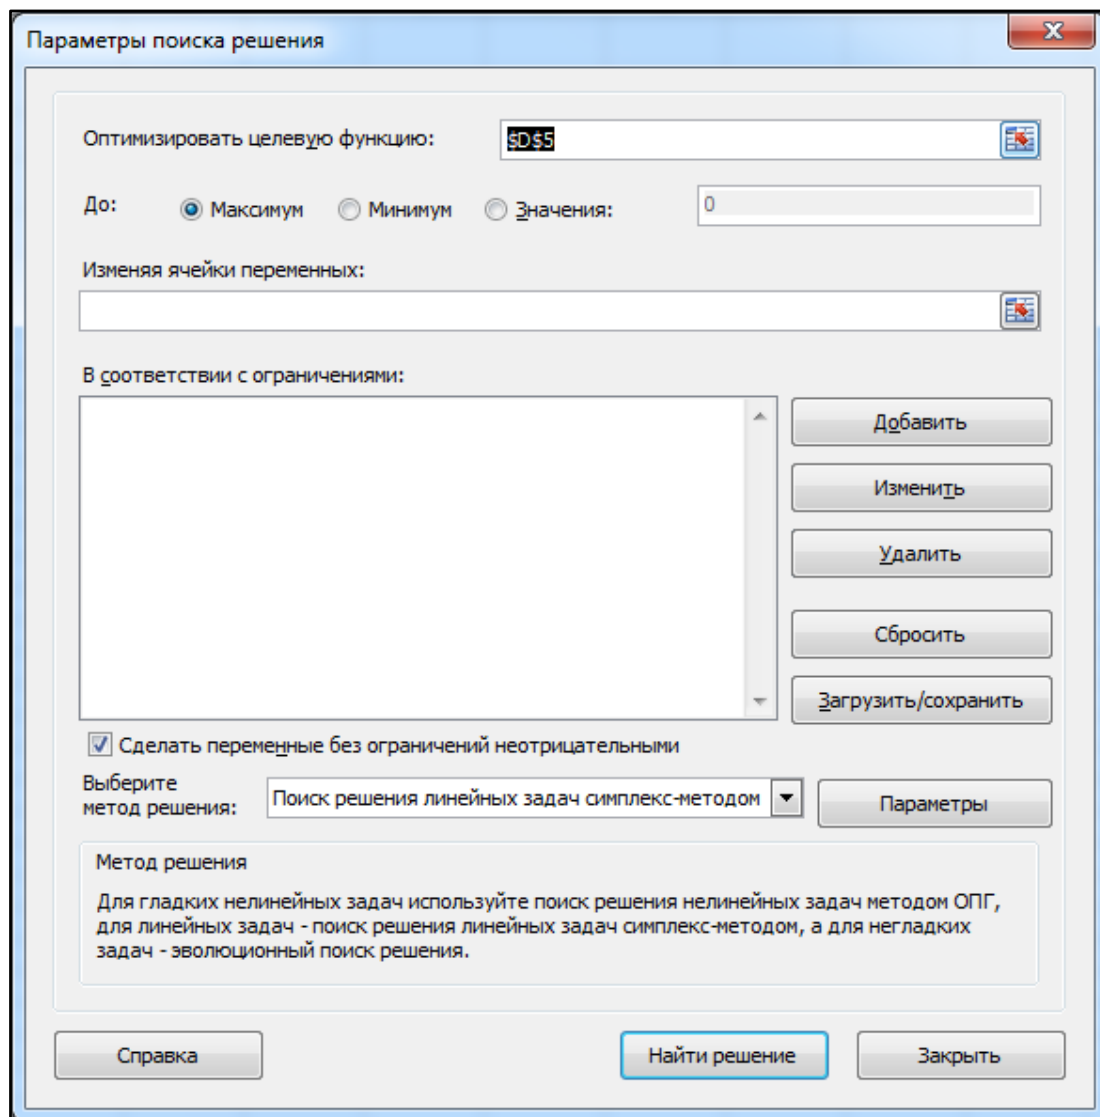 Параметры поиска решения
Оптимизировать целевую функцию: $D$5
До: Максимум Минимум Значения: 0
Изменяя ячейки переменных:
В соответствии с ограничениями:
Добавить
Изменить
Удалить
Сбросить
Загрузить/сохранить
Сделать переменные без ограничений неотрицательными
Выберите
метод решения:
Поиск решения линейных задач симплекс-методом
Параметры
Метод решения
Для гладких нелинейных задач используйте поиск решения нелинейных задач методом ОПГ,
для линейных задач - поиск решения линейных задач симплекс-методом, а для негладких
задач - эволюционный поиск решения.
Справка Найти решение Закрыть